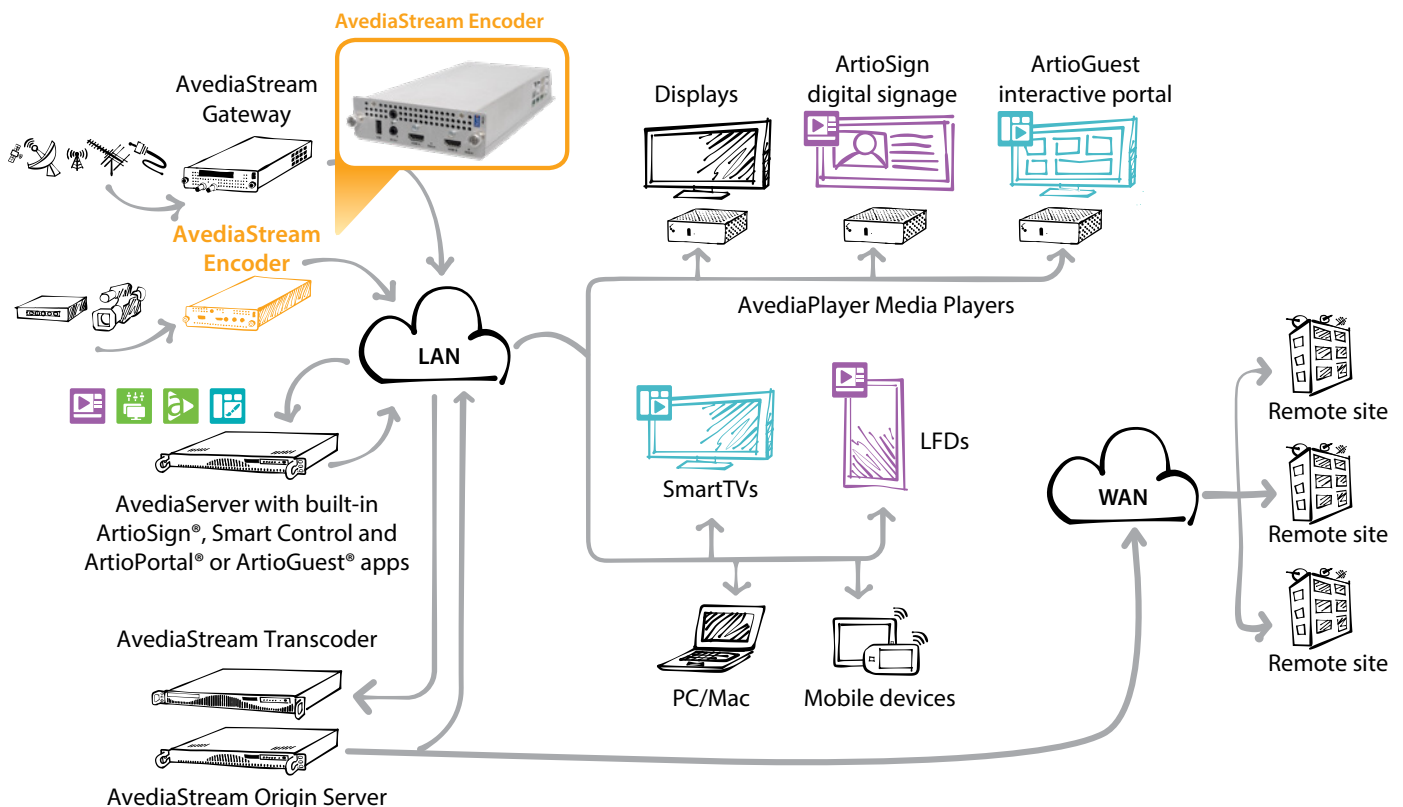 AvediaStream Encoder
AvediaStream
Gateway
Displays
ArtioSign
digital signage
ArtioGuest
interactive portal
AvediaStream
Encoder
AvediaPlayer Media Players
LAN
SmartTVs
LFDs
WAN
Remote site
Remote site
Remote site
AvediaServer with built-in
ArtioSign®, Smart Control and
ArtioPortal® or ArtioGuest® apps
PC/Mac
Mobile devices
AvediaStream Transcoder
AvediaStream Origin Server